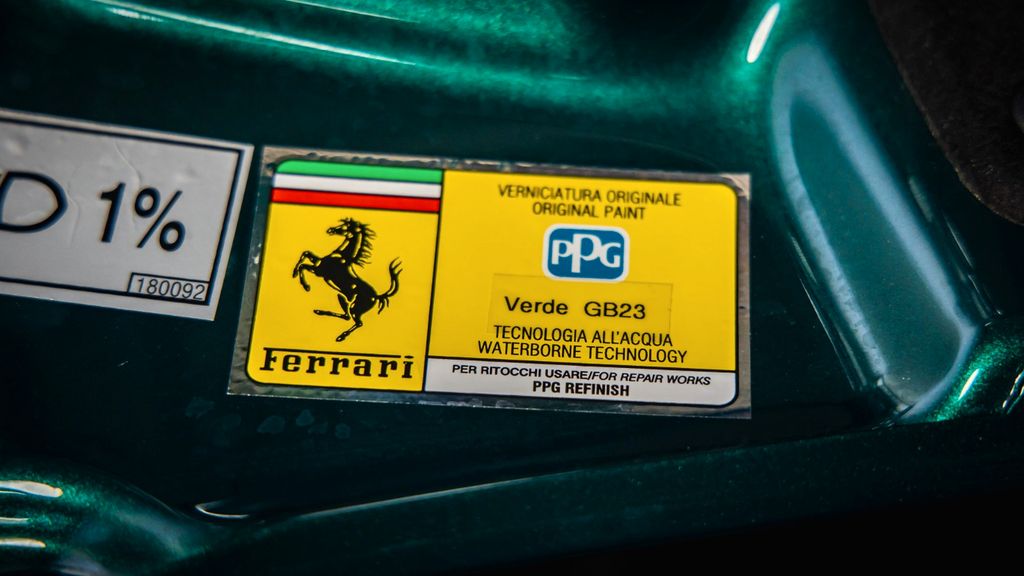 D 1%
180092
Ferrari
VERNICIATURA ORIGINALE
ORIGINAL PAINT
PPG
Verde GB23
TECNOLOGIA ALL'ACQUA
WATERBORNE TECHNOLOGY
PER RITOCCHI USARE/FOR REPAIR WORKS
PPG REFINISH